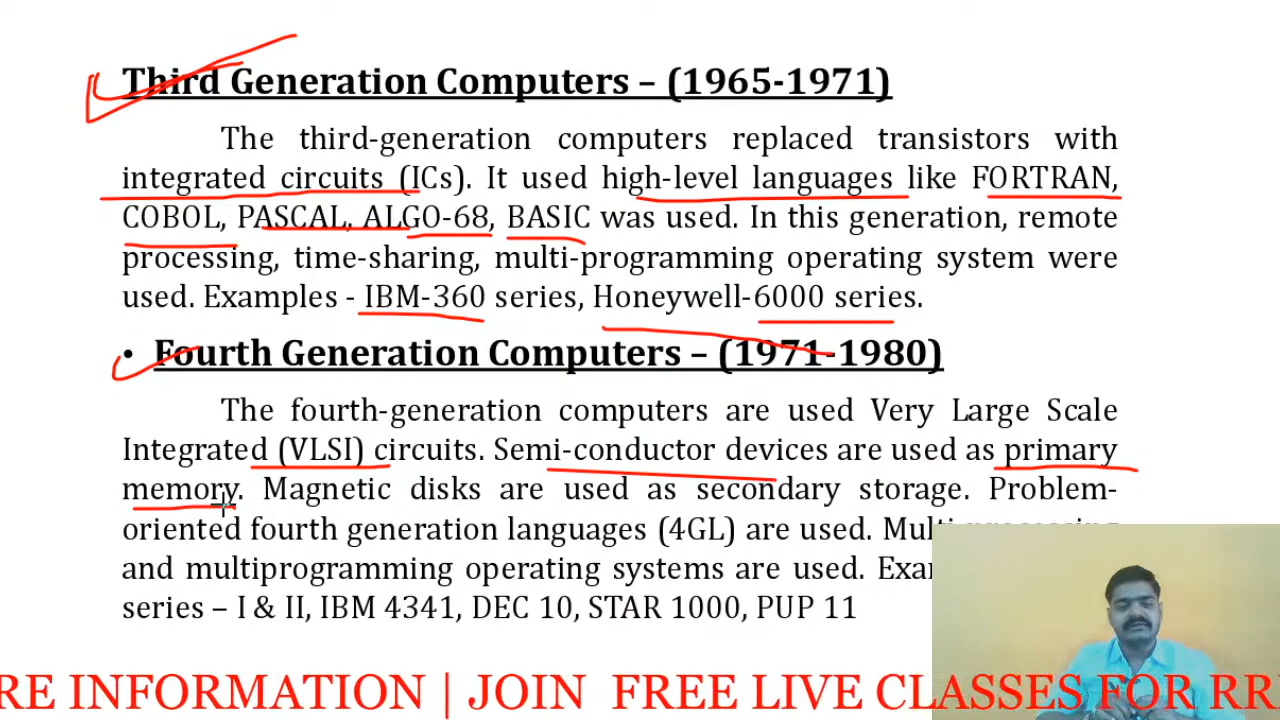 Third Generation Computers – (1965-1971)
The third-generation computers replaced transistors with
integrated circuits (ICs). It used high-level languages like FORTRAN,
COBOL, PASCAL, ALGO-68, BASIC was used. In this generation, remote
processing, time-sharing, multi-programming operating system were
used. Examples - IBM-360 series, Honeywell-6000 series.
• Fourth Generation Computers – (1971-1980)
The fourth-generation computers are used Very Large Scale
Integrated (VLSI) circuits. Semi-conductor devices are used as primary
memory. Magnetic disks are used as secondary storage. Problem-
oriented fourth generation languages (4GL) are used.
and multiprogramming operating systems are used.
series – I & II, IBM 4341, DEC 10, STAR 1000, PUP 11
RE INFORMATION | JOIN FREE LIVE CLASSES FOR RR